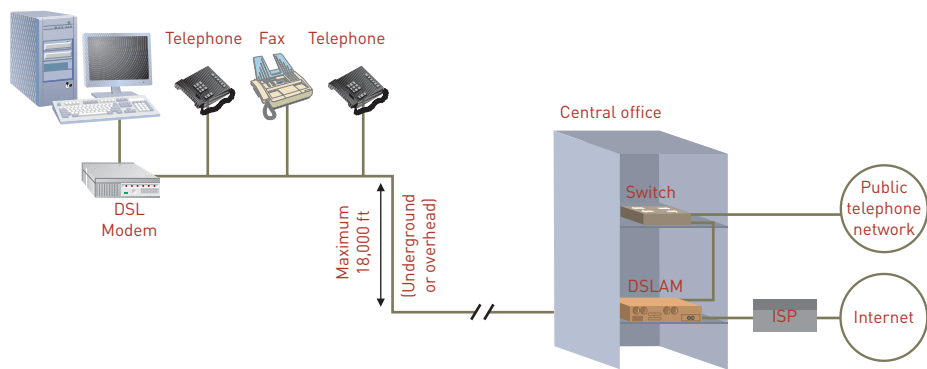 Telephone
Fax
Telephone
DSL
Modem
Maximum
18,000 ft
(Underground
or overhead)
Central office
Switch
DSLAM
Public
telephone
network
ISP
Internet